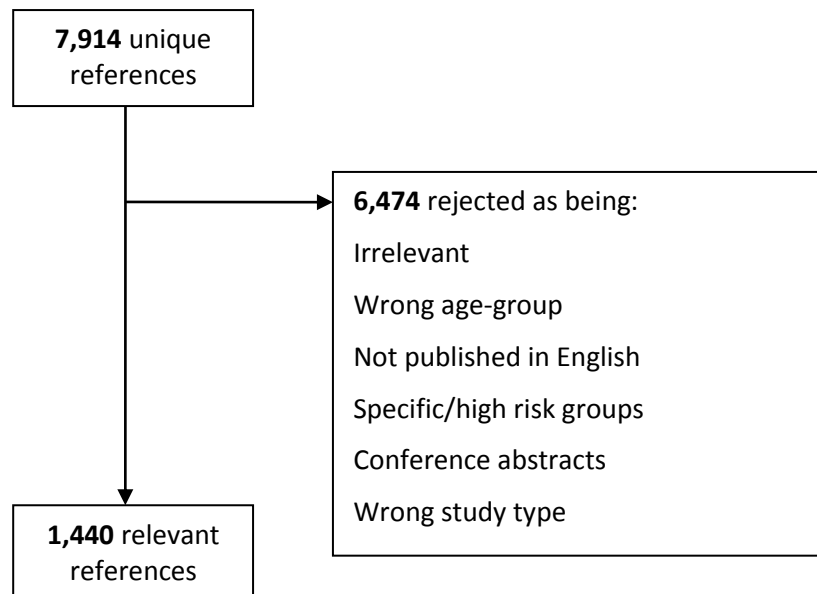 7,914 unique
references
6,474 rejected as being:
Irrelevant
Wrong age-group
Not published in English
Specific/high risk groups
Conference abstracts
Wrong study type
1,440 relevant
references